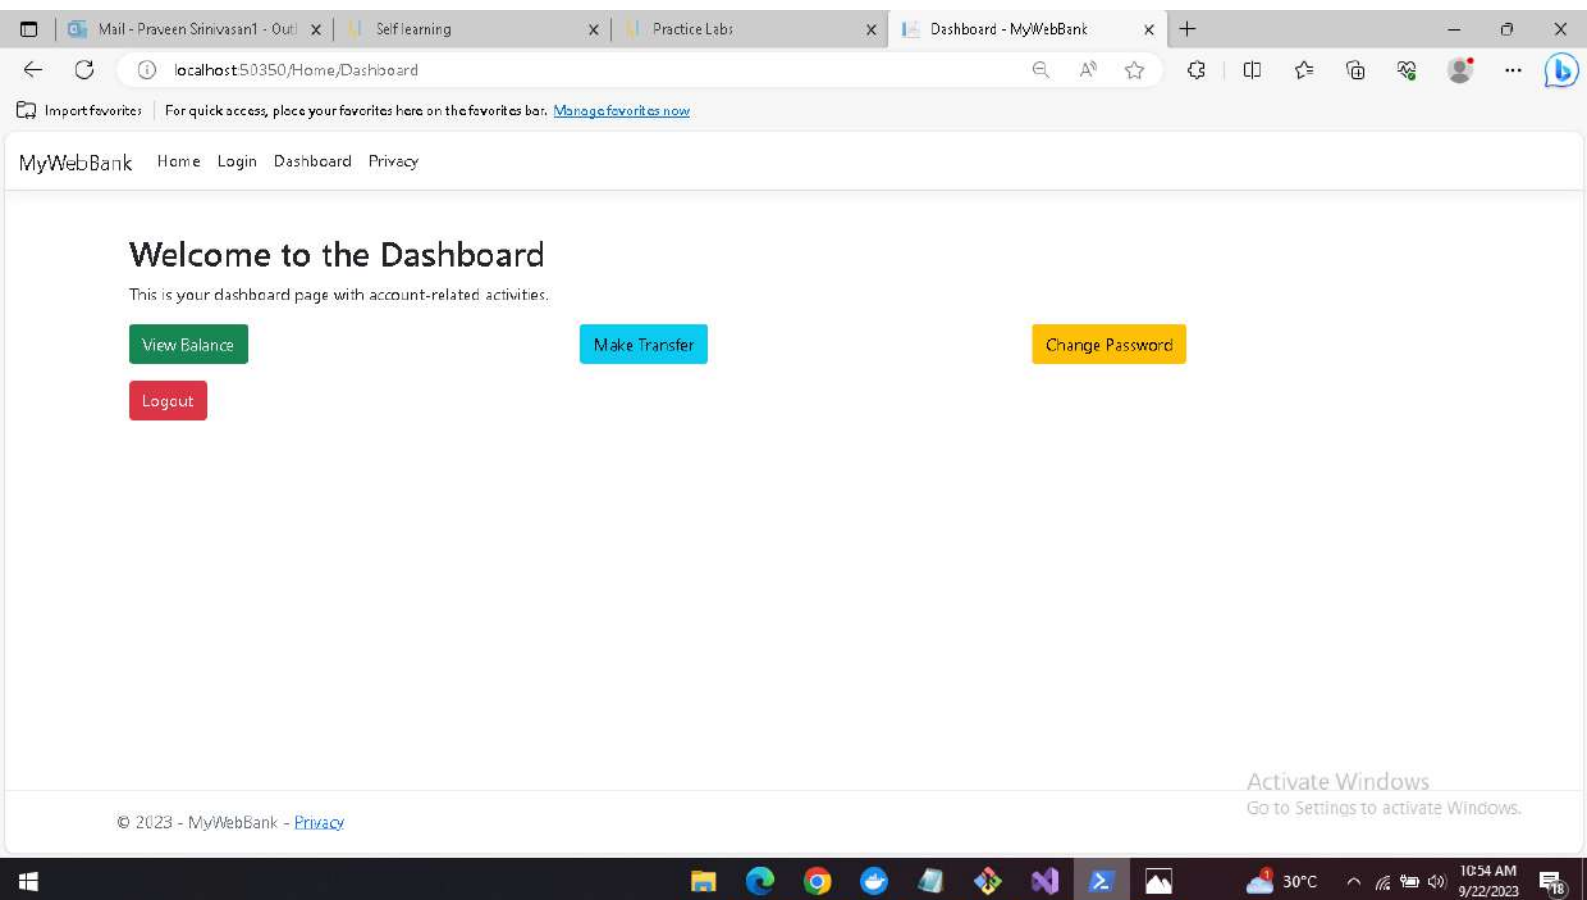 Mail - Praveen Srinivasan1 - Outl
Self learning
Practice Labs
Dashboard - MyWebBank
localhost:50350/Home/Dashboard
Import favorites
For quick access, place your favorites here on the favorites bar. Manage favorites now
MyWebBank Home Login Dashboard Privacy
Welcome to the Dashboard
This is your dashboard page with account-related activities.
View Balance
Make Transfer
Change Password
Logout
Activate Windows
Go to Settings to activate Windows.
© 2023 - MyWebBank - Privacy
1
30°C
10:54 AM
9/22/2023
18